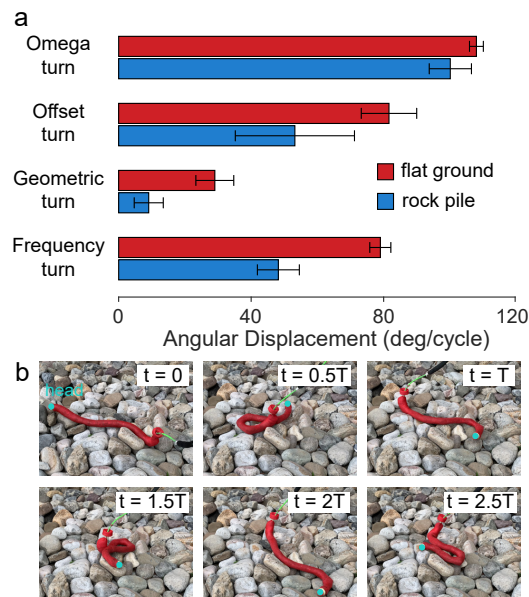 a
Omega
turn
Offset
turn
Geometric
turn
Frequency
turn
flat ground
rock pile
0
40
80
120
Angular Displacement (deg/cycle)
b
head
t = 0
t = 0.5T
t = T
t = 1.5T
t = 2T
t = 2.5T